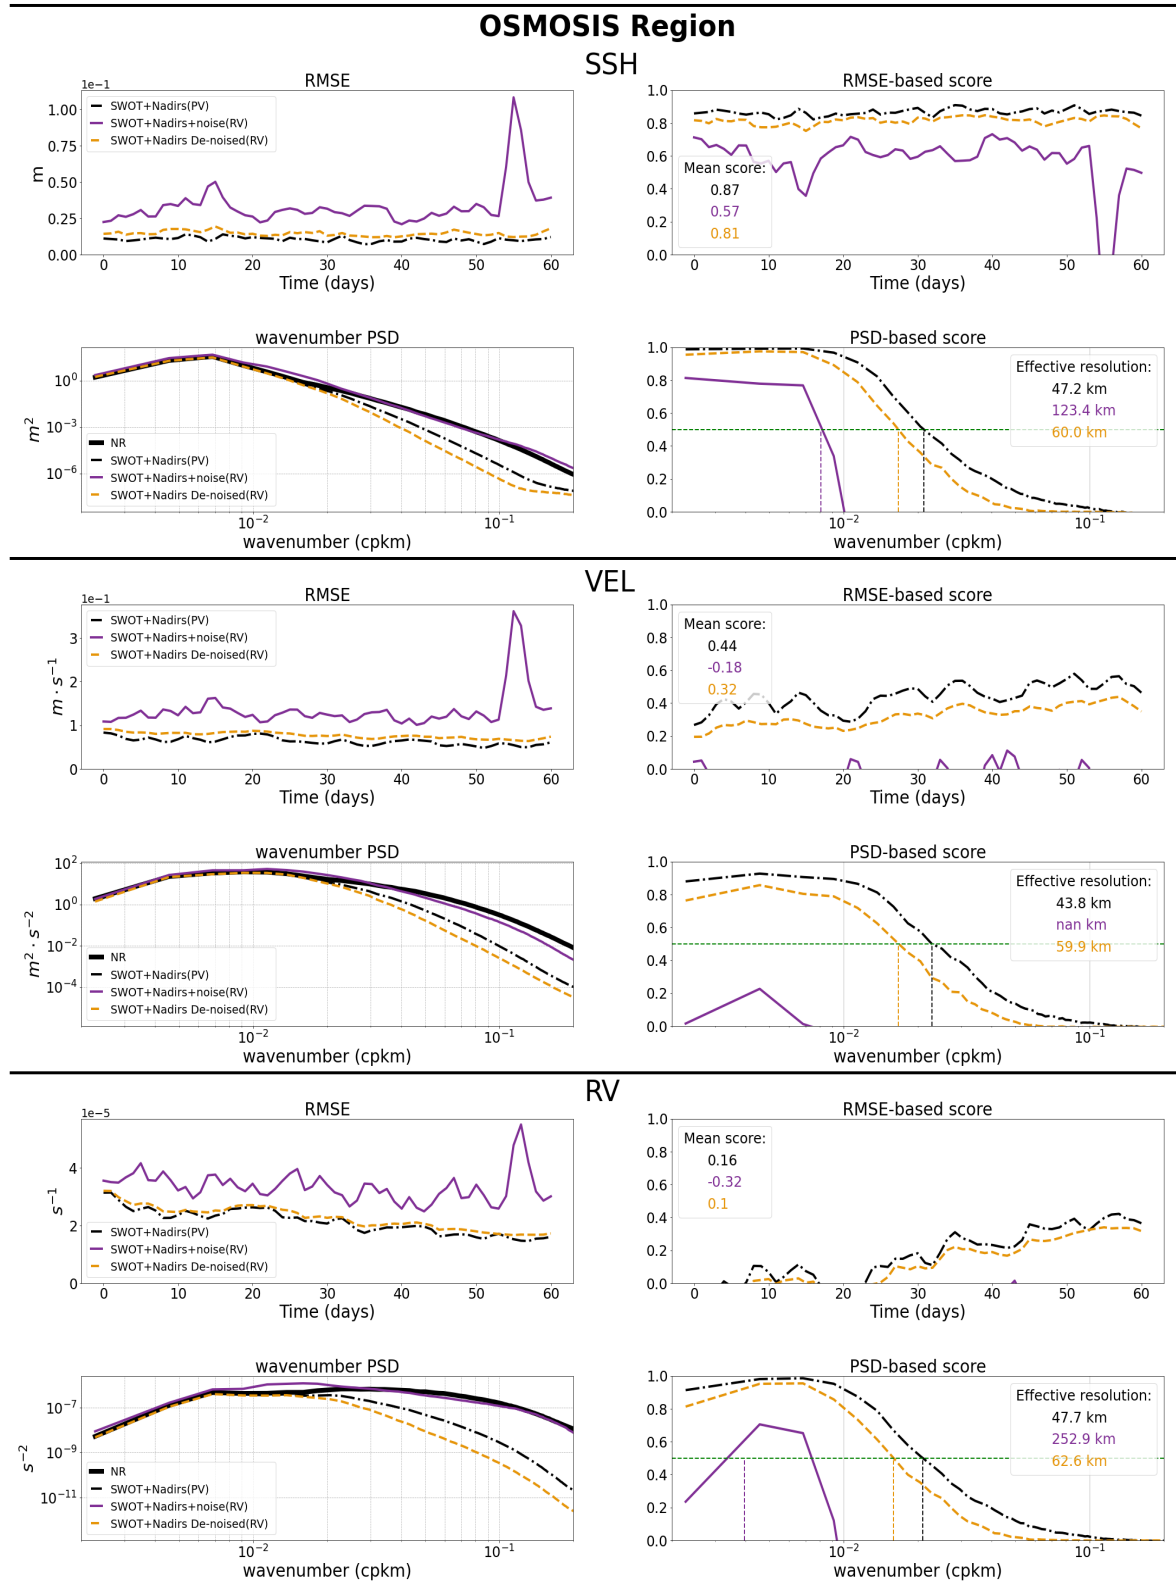 OSMOSIS Region
SSH
RMSE
1e−1
m
1.00
0.75
0.50
0.25
0.00
SWOT+Nadirs(PV)
SWOT+Nadirs+noise(RV)
SWOT+Nadirs De-noised(RV)
0 10 20 30 40 50 60
Time (days)
RMSE-based score
1.0
0.8
0.6
0.4
0.2
0.0
Mean score:
0.87
0.57
0.81
0 10 20 30 40 50 60
Time (days)
wavenumber PSD
m²
10⁰
10⁻³
10⁻⁶
NR
SWOT+Nadirs(PV)
SWOT+Nadirs+noise(RV)
SWOT+Nadirs De-noised(RV)
10⁻² 10⁻¹
wavenumber (cpkm)
PSD-based score
1.0
0.8
0.6
0.4
0.2
0.0
Effective resolution:
47.2 km
123.4 km
60.0 km
10⁻² 10⁻¹
wavenumber (cpkm)
VEL
RMSE
1e−1
m · s⁻¹
3
2
1
0
SWOT+Nadirs(PV)
SWOT+Nadirs+noise(RV)
SWOT+Nadirs De-noised(RV)
0 10 20 30 40 50 60
Time (days)
RMSE-based score
1.0
0.8
0.6
0.4
0.2
0.0
Mean score:
0.44
-0.18
0.32
0 10 20 30 40 50 60
Time (days)
wavenumber PSD
m² · s⁻²
10²
10⁰
10⁻²
10⁻⁴
NR
SWOT+Nadirs(PV)
SWOT+Nadirs+noise(RV)
SWOT+Nadirs De-noised(RV)
10⁻² 10⁻¹
wavenumber (cpkm)
PSD-based score
1.0
0.8
0.6
0.4
0.2
0.0
Effective resolution:
43.8 km
nan km
59.9 km
10⁻² 10⁻¹
wavenumber (cpkm)
RV
RMSE
1e−5
s⁻¹
4
2
0
SWOT+Nadirs(PV)
SWOT+Nadirs+noise(RV)
SWOT+Nadirs De-noised(RV)
0 10 20 30 40 50 60
Time (days)
RMSE-based score
1.0
0.8
0.6
0.4
0.2
0.0
Mean score:
0.16
-0.32
0.1
0 10 20 30 40 50 60
Time (days)
wavenumber PSD
s⁻²
10⁻⁷
10⁻⁹
10⁻¹¹
NR
SWOT+Nadirs(PV)
SWOT+Nadirs+noise(RV)
SWOT+Nadirs De-noised(RV)
10⁻² 10⁻¹
wavenumber (cpkm)
PSD-based score
1.0
0.8
0.6
0.4
0.2
0.0
Effective resolution:
47.7 km
252.9 km
62.6 km
10⁻² 10⁻¹
wavenumber (cpkm)